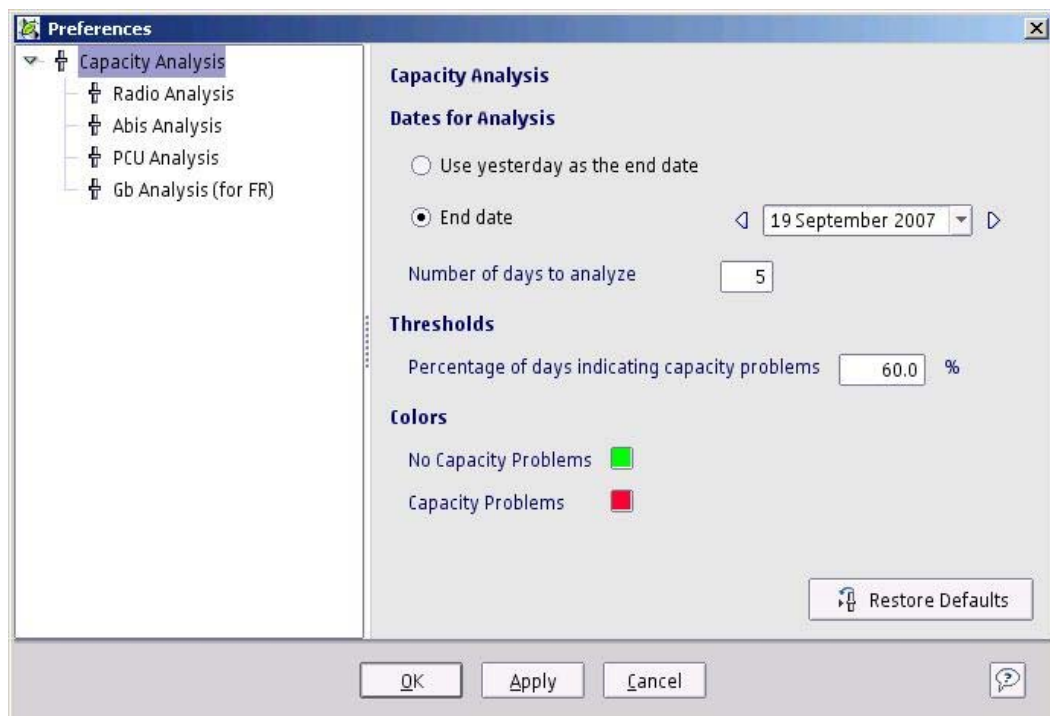 Preferences
Capacity Analysis
Radio Analysis
Abis Analysis
PCU Analysis
Gb Analysis (for FR)
Capacity Analysis
Dates for Analysis
Use yesterday as the end date
End date 19 September 2007
Number of days to analyze 5
Thresholds
Percentage of days indicating capacity problems 60.0 %
Colors
No Capacity Problems
Capacity Problems
Restore Defaults
OK Apply Cancel ?